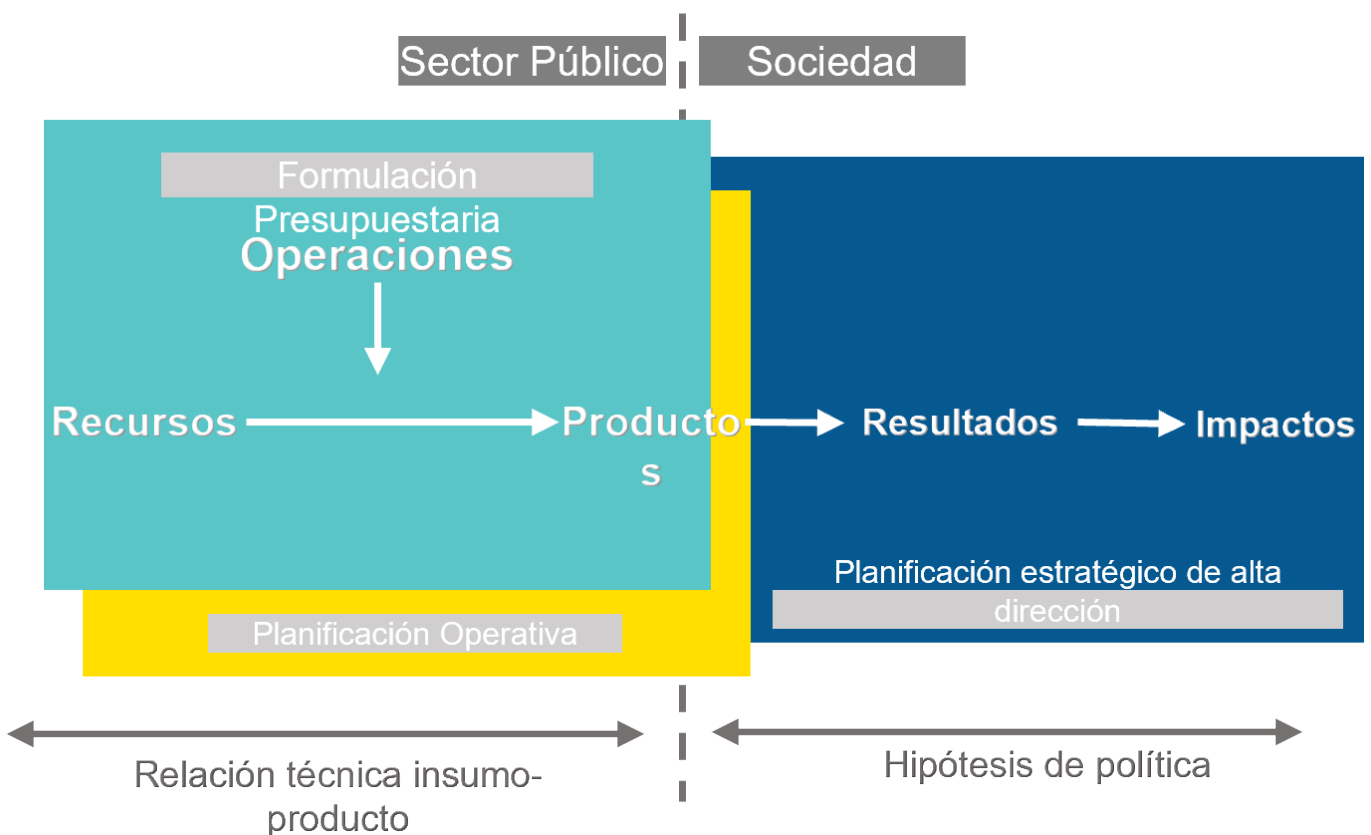 Sector Público
Sociedad
Formulación
Presupuestaria
Operaciones
Recursos
Producto
s
Resultados
Impactos
Planificación estratégico de alta
dirección
Planificación Operativa
Relación técnica insumo-
producto
Hipótesis de política